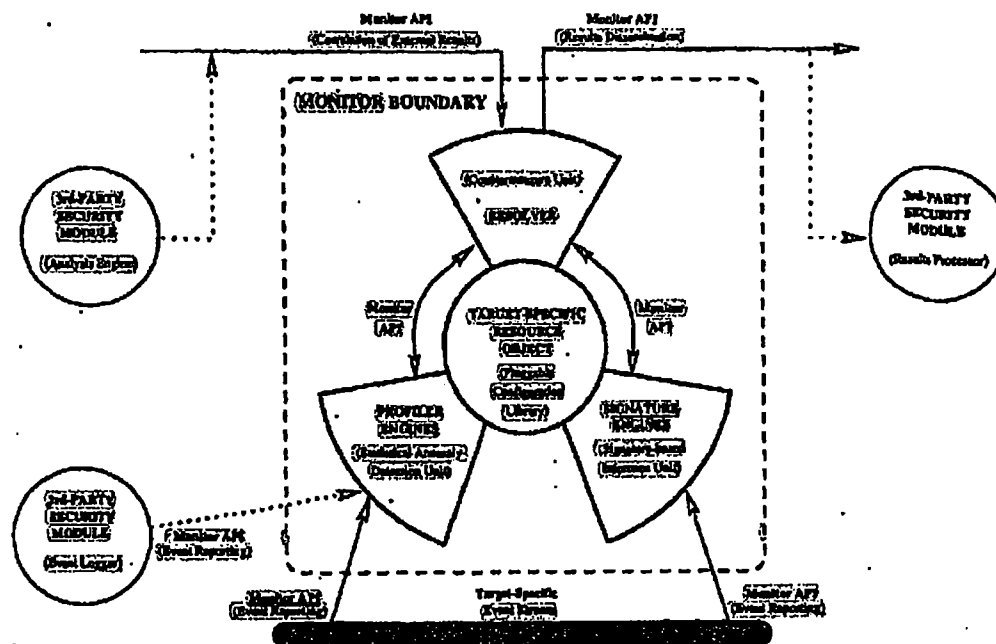 Monitor API
(Correlation of External Results)
Monitor API
(Results Dissemination)
MONITOR BOUNDARY
(Countermeasure Unit)
RESOLVER
3rd-PARTY
SECURITY
MODULE
(Analysis Engine)
3rd-PARTY
SECURITY
MODULE
(Results Processor)
Monitor
API
Monitor
API
TARGET-SPECIFIC
RESOURCE
OBJECT
(Pluggable
Configuration
Library)
PROFILER
ENGINES
(Statistical Anomaly
Detection Unit)
SIGNATURE
ENGINES
(Signature-based
Inference Unit)
3rd-PARTY
SECURITY
MODULE
(Event Logger)
Monitor API
(Event Reporting)
Monitor API
(Event Reporting)
Target-Specific
Event Stream
Monitor API
(Event Reporting)